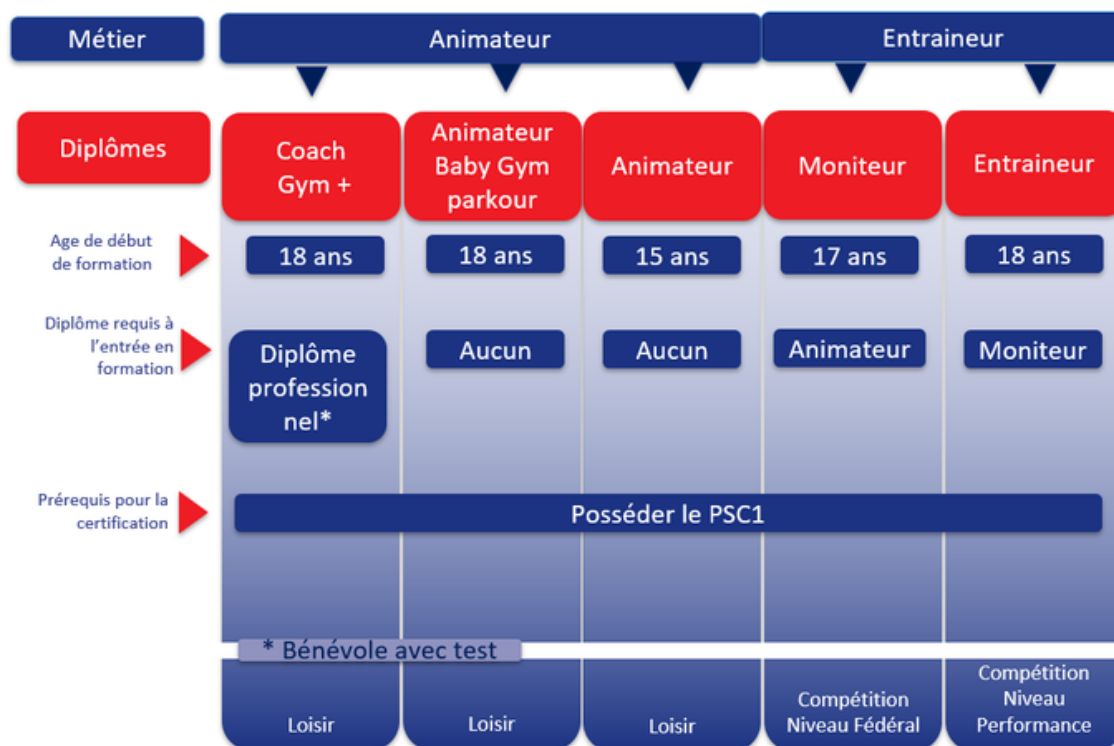 Métier
Animateur
Entraineur
Diplômes
Coach
Gym +
Animateur
Baby Gym
parkour
Animateur
Moniteur
Entraineur
Age de début
de formation
18 ans
18 ans
15 ans
17 ans
18 ans
Diplôme requis à
l'entrée en
formation
Diplôme
profession
nel*
Aucun
Aucun
Animateur
Moniteur
Prérequis pour la
certification
Posséder le PSC1
* Bénévole avec test
Loisir
Loisir
Loisir
Compétition
Niveau Fédéral
Compétition
Niveau
Performance